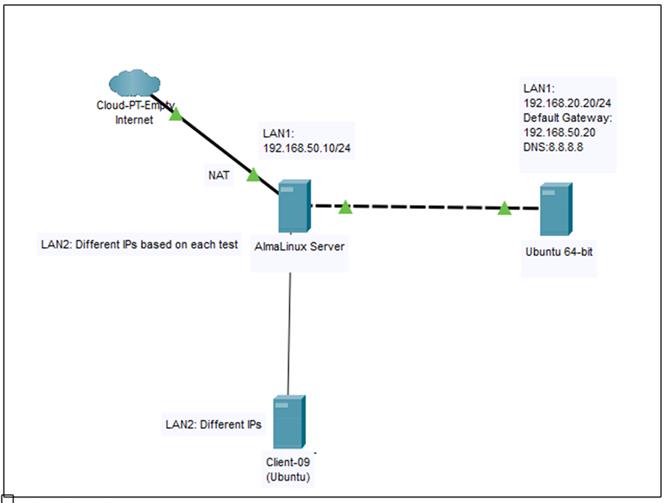 Cloud-PT-Empty
Internet
LAN1:
192.168.50.10/24
LAN1:
192.168.20.20/24
Default Gateway:
192.168.50.20
DNS:8.8.8.8
NAT
LAN2: Different IPs based on each test
AlmaLinux Server
Ubuntu 64-bit
LAN2: Different IPs
Client-09
(Ubuntu)